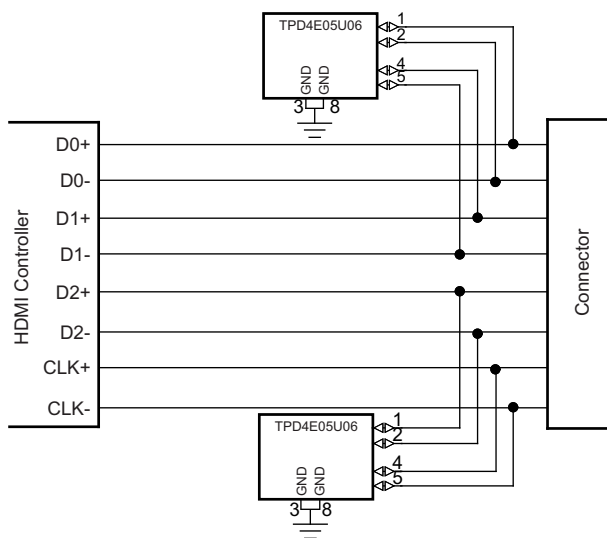 TPD4E05U06
1
2
4
5
GND
GND
3
8
HDMI Controller
D0+
D0-
D1+
D1-
D2+
D2-
CLK+
CLK-
Connector
TPD4E05U06
1
2
4
5
GND
GND
3
8